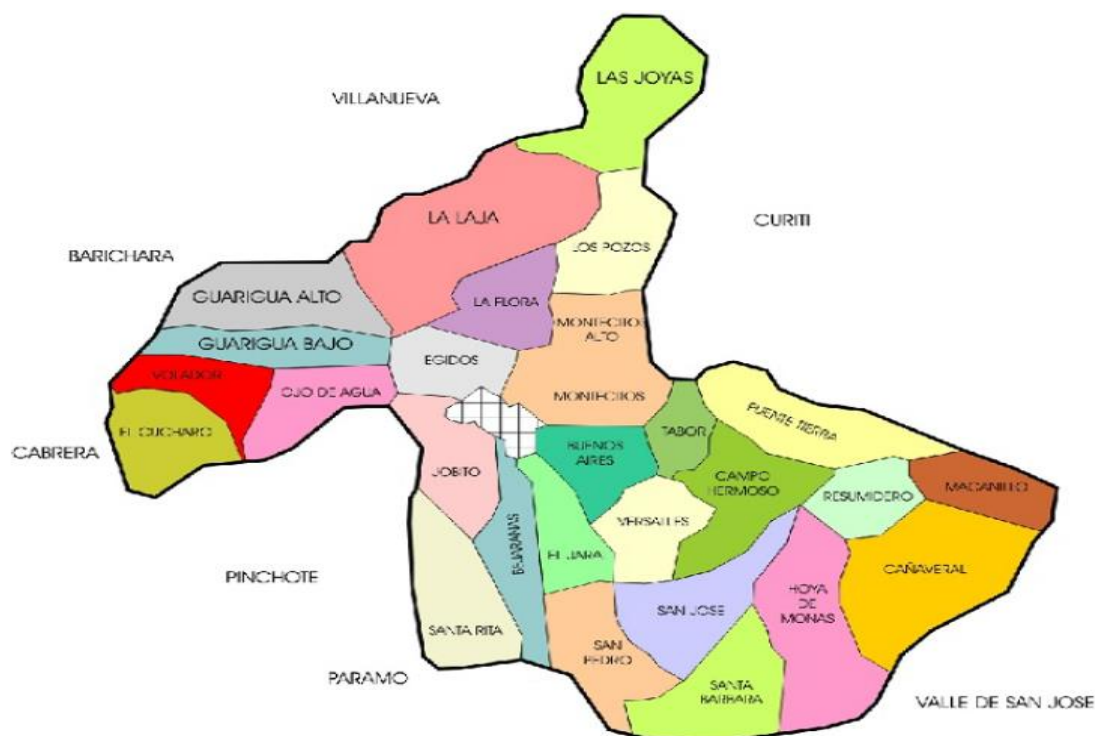 LAS JOYAS
VILLANUEVA
LA LAJA
CURITI
LOS POZOS
BARICHARA
GUARIGUA ALTO
LA FLORA
MONTECITOS
ALTO
GUARIGUA BAJO
EGIDOS
VOLADOR
OJO DE AGUA
MONTECITOS
PUENTE TIERRA
EL CUCHARO
TABOR
CABRERA
JOBITO
BUENOS
AIRES
CAMPO
HERMOSO
RESUMIDERO
MACANILLO
VERSALLES
BEJARANAS
EL JARA
CAÑAVERAL
PINCHOTE
HOYA
DE
MONAS
SAN JOSE
SANTA RITA
SAN
PEDRO
PARAMO
SANTA
BARBARA
VALLE DE SAN JOSE